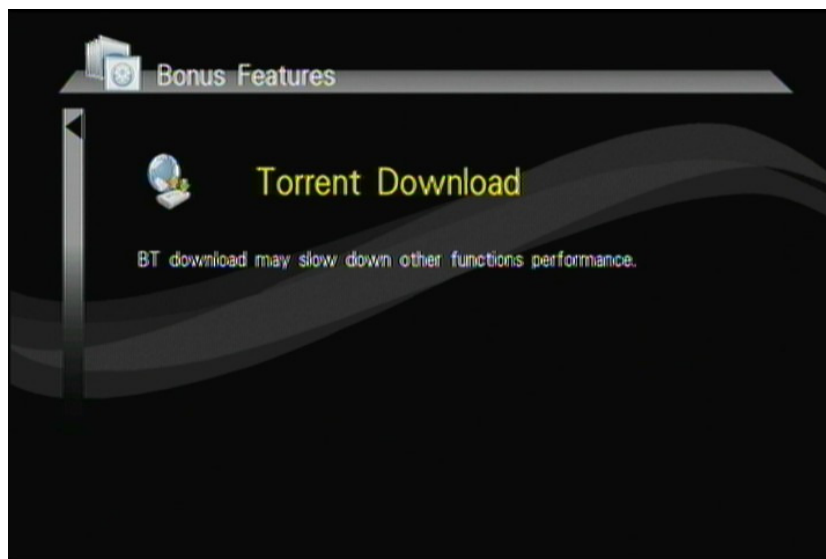 Bonus Features
Torrent Download
BT download may slow down other functions performance.